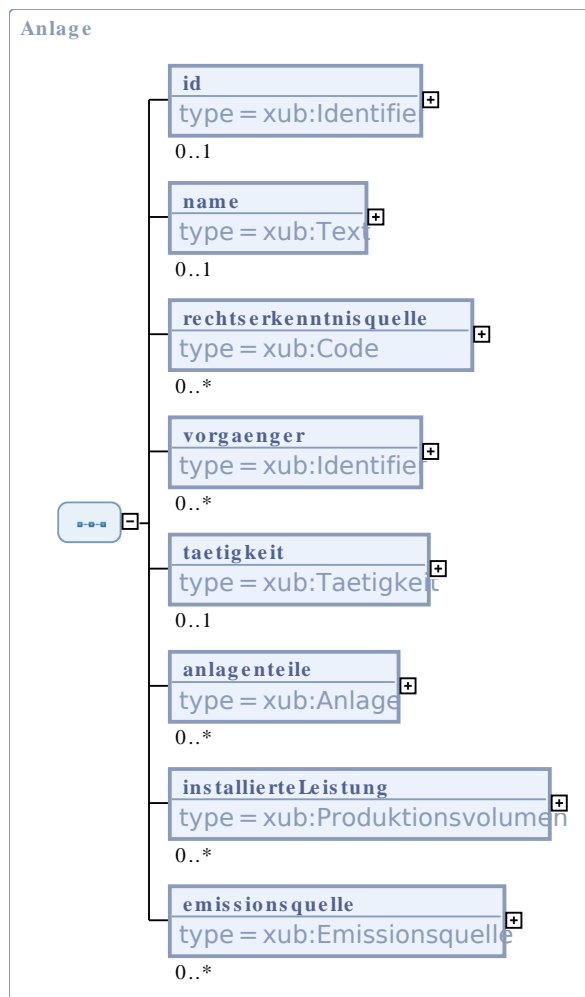 Anlage
id
type = xub:Identifier
0..1
name
type = xub:Text
0..1
rechtserkenntnisquelle
type = xub:Code
0..*
vorgaenger
type = xub:Identifier
0..*
taetigkeit
type = xub:Taetigkeit
0..1
anlagenteile
type = xub:Anlage
0..*
installierteLeistung
type = xub:Produktionsvolumen
0..*
emissionsquelle
type = xub:Emissionsquelle
0..*